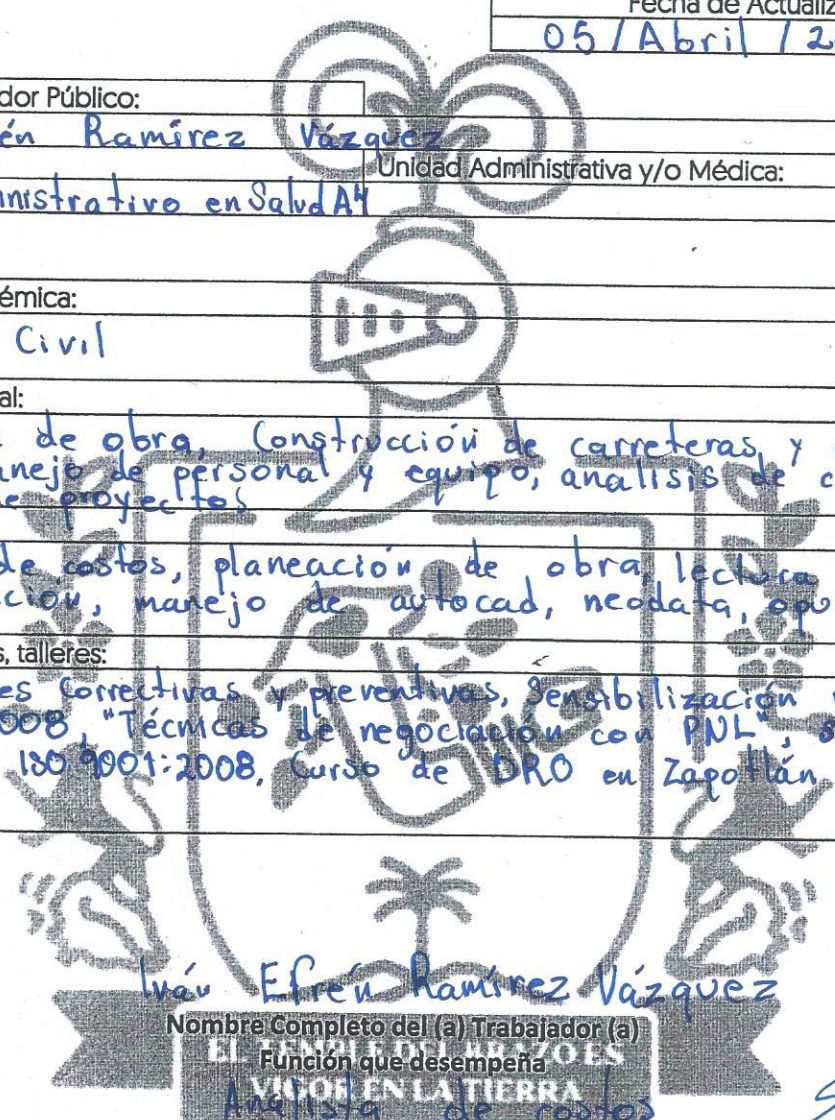 Fecha de Actualiz
05/Abril /2
dor Público:
én Ramírez Vázquez
Unidad Administrativa y/o Médica:
inistrativo en Salud A4
émica:
Civil
al:
de obra, Construcción de carreteras, y
anejo de personal y equipo, analisis de c
de proyectos
de costos, planeación de obra, lectura
ción, manejo de autocad, neodata, opu
s, talleres:
es Correctivas y preventivas, Sensibilización
008, "Técnicas de negociación con PNL", s
ISO 9001:2008, Curso de DRO en Zapotlán
Iván Efrén Ramírez Vázquez
Nombre Completo del (a) Trabajador (a)
EL TEMPLE DEL BRAZO ES
Función que desempeña
VIGOR EN LA TIERRA
Analista de costos